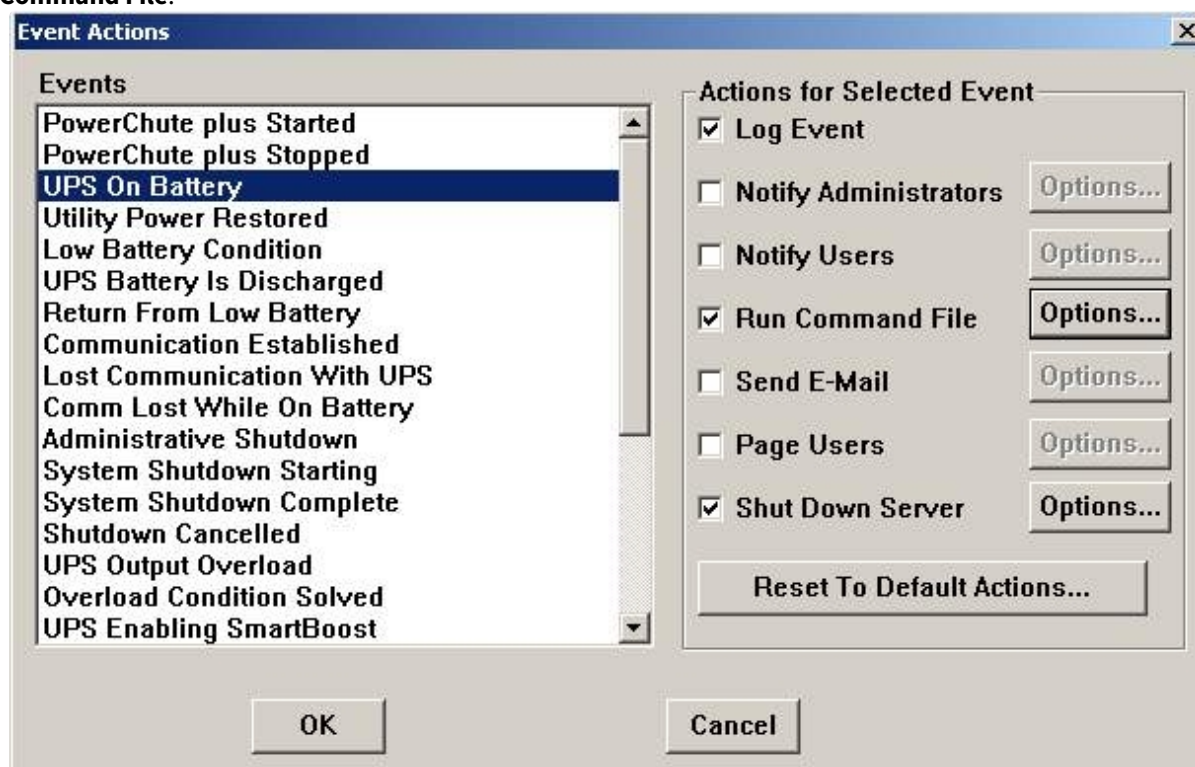 Command File.
Event Actions
Events
PowerChute plus Started
PowerChute plus Stopped
UPS On Battery
Utility Power Restored
Low Battery Condition
UPS Battery Is Discharged
Return From Low Battery
Communication Established
Lost Communication With UPS
Comm Lost While On Battery
Administrative Shutdown
System Shutdown Starting
System Shutdown Complete
Shutdown Cancelled
UPS Output Overload
Overload Condition Solved
UPS Enabling SmartBoost
Actions for Selected Event
Log Event
Notify Administrators Options...
Notify Users Options...
Run Command File Options...
Send E-Mail Options...
Page Users Options...
Shut Down Server Options...
Reset To Default Actions...
OK Cancel